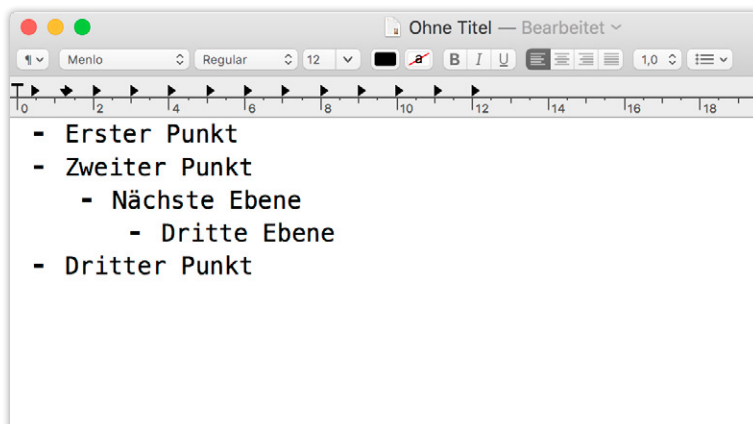 Ohne Titel — Bearbeitet
¶ Menlo Regular 12 a B I U 1,0
0 2 4 6 8 10 12 14 16 18
- Erster Punkt
- Zweiter Punkt
- Nächste Ebene
- Dritte Ebene
- Dritter Punkt